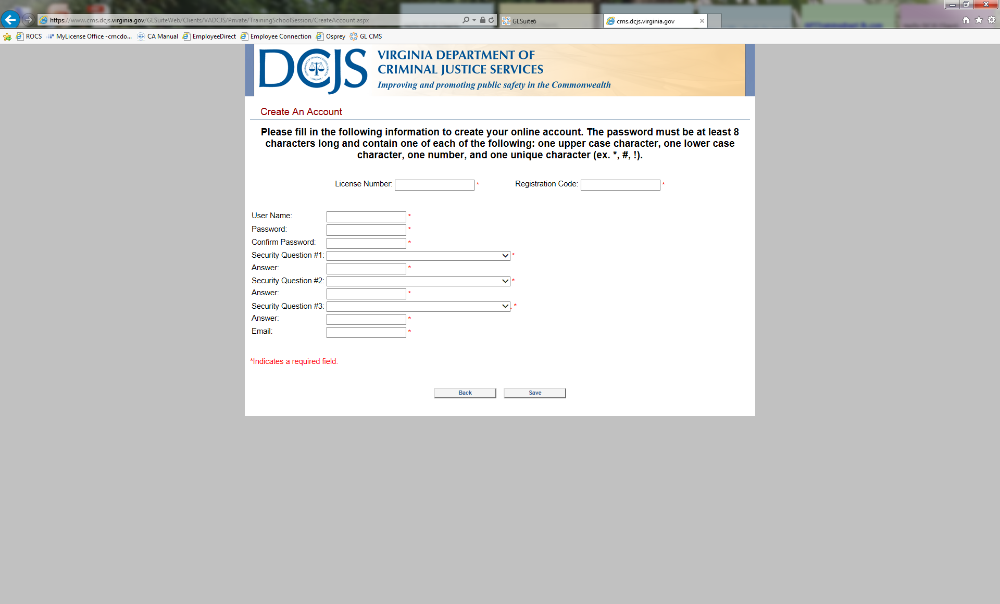 https://www.cms.dcjs.virginia.gov/GLSuiteWeb/Clients/VADCJS/Private/TrainingSchoolSession/CreateAccount.aspx
GLSuite6
cms.dcjs.virginia.gov
ROCS
MyLicense Office -cmcdo...
CA Manual
EmployeeDirect
Employee Connection
Osprey
GL CMS
DCJS
VIRGINIA DEPARTMENT OF
CRIMINAL JUSTICE SERVICES
Improving and promoting public safety in the Commonwealth
Create An Account
Please fill in the following information to create your online account. The password must be at least 8
characters long and contain one of each of the following: one upper case character, one lower case
character, one number, and one unique character (ex. *, #, !).
License Number: * Registration Code: *
User Name: *
Password: *
Confirm Password: *
Security Question #1: *
Answer: *
Security Question #2: *
Answer: *
Security Question #3: . *
Answer: *
Email: *
*Indicates a required field.
Back Save